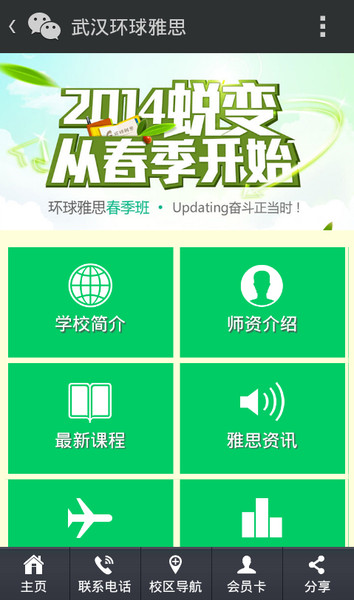 武汉环球雅思
2014蜕变
从春季开始
环球雅思春季班 • Updating奋斗正当时！
学校简介
师资介绍
最新课程
雅思资讯
主页
联系电话
校区导航
会员卡
分享